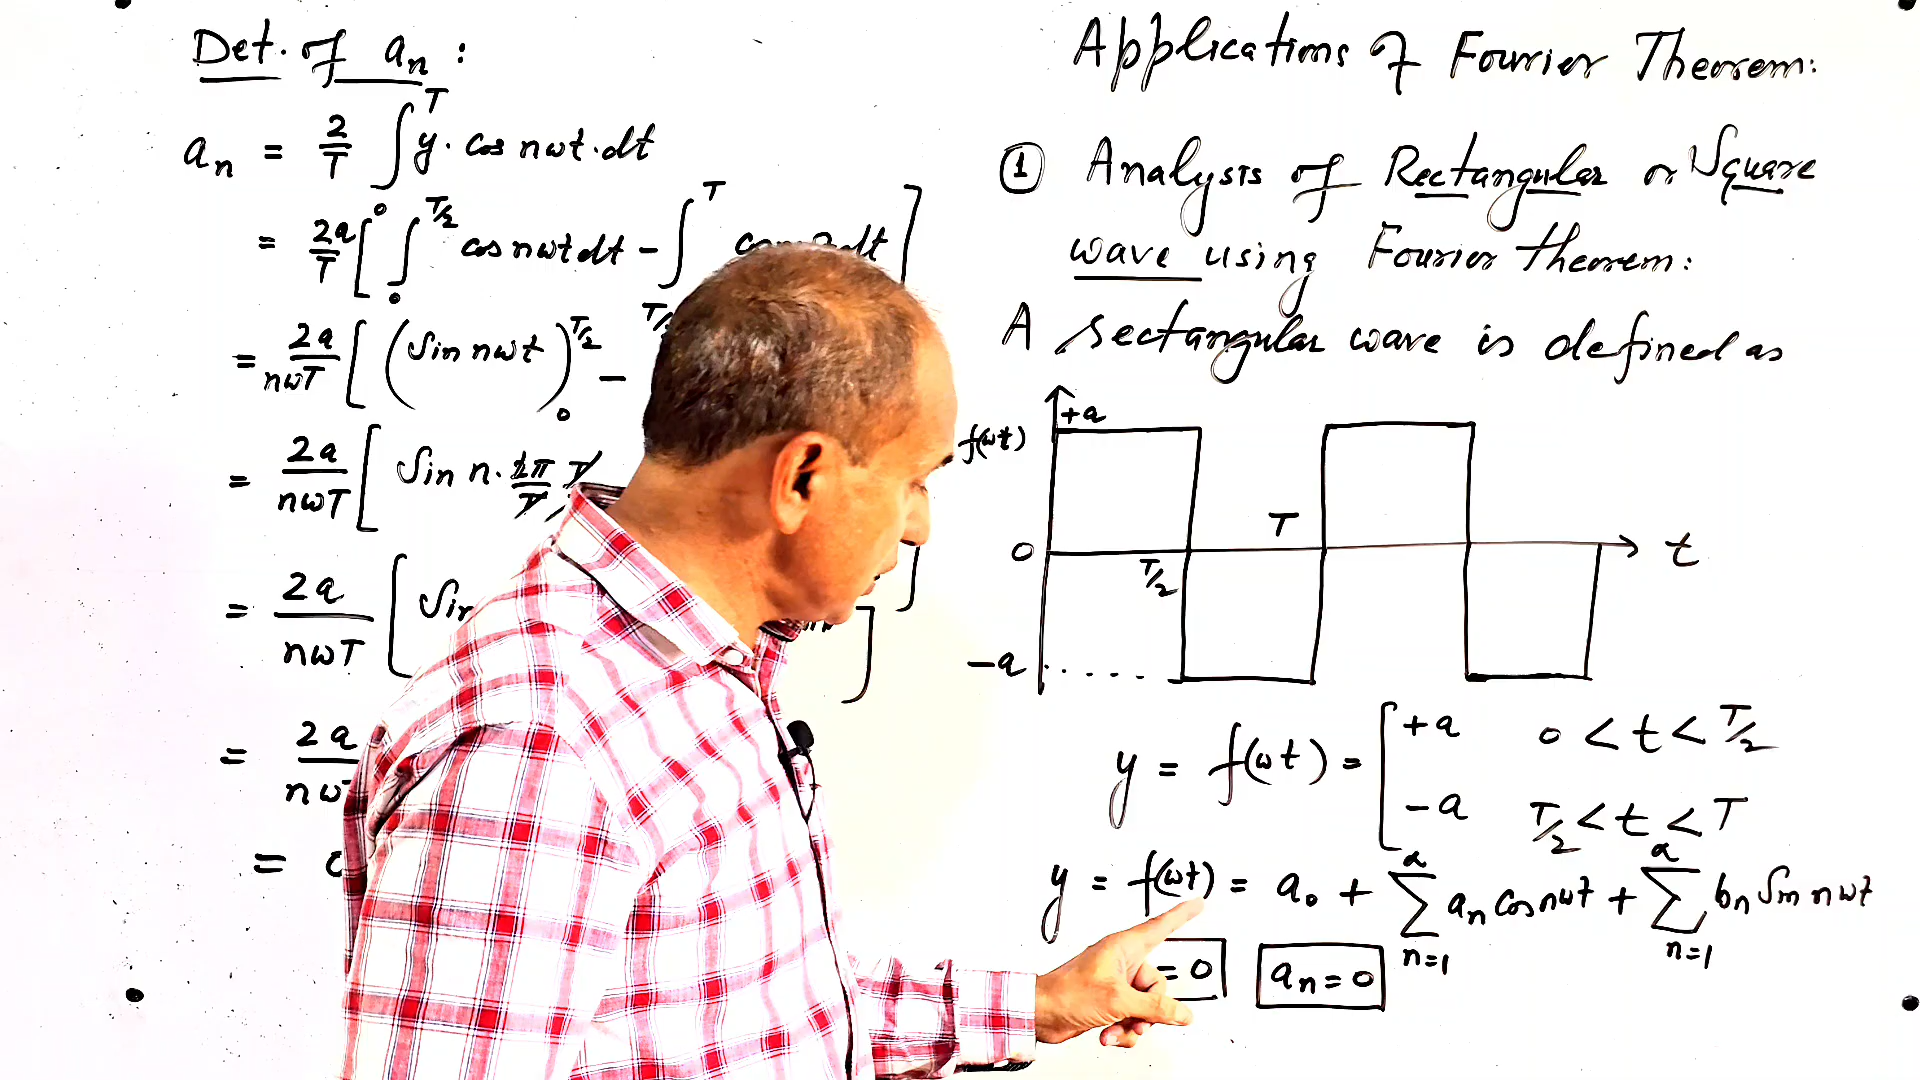 Det. of an :
an = 2/T ∫₀ᵀ y. cos nωt.dt
= 2a/T [ ∫₀^T/2 cos nωt dt - ∫ᵀ dt ]
= 2a/nωT [ (Sin nωt)₀^T/2 -
= 2a/nωT [ Sin n.
= 2a/nωT [
= 2a
=
Applications of Fourier Theorem:
① Analysis of Rectangular or Square
wave using Fourier theorem:
A rectangular wave is defined as
+a
f(ωt)
T
0
t
T/2
-a
y = f(ωt) = [ +a 0 < t < T/2
-a T/2 < t < T
y = f(ωt) = a₀ + ∑ₙ₌₁^α an cos nωt + ∑ₙ₌₁^α bn Sin nωt
= 0 an = 0